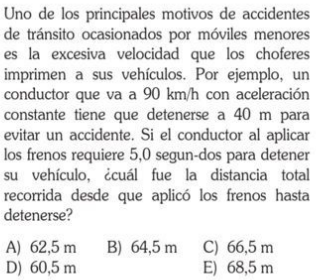 Uno de los principales motivos de accidentes
de tránsito ocasionados por móviles menores
es la excesiva velocidad que los choferes
imprimen a sus vehículos. Por ejemplo, un
conductor que va a 90 km/h con aceleración
constante tiene que detenerse a 40 m para
evitar un accidente. Si el conductor al aplicar
los frenos requiere 5,0 segun-dos para detener
su vehículo, ¿cuál fue la distancia total
recorrida desde que aplicó los frenos hasta
detenerse?
A) 62,5 m B) 64,5 m C) 66,5 m
D) 60,5 m E) 68,5 m